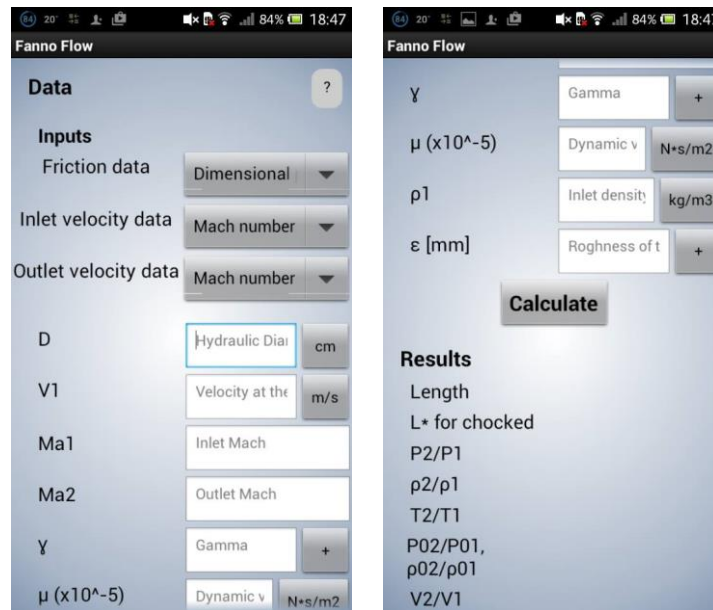 84 20° 84% 18:47
Fanno Flow
Data ?
Inputs
Friction data Dimensional
Inlet velocity data Mach number
Outlet velocity data Mach number
D Hydraulic Dia cm
V1 Velocity at the m/s
Ma1 Inlet Mach
Ma2 Outlet Mach
ɣ Gamma +
μ (x10^-5) Dynamic v N*s/m2
84 20° 84% 18:47
Fanno Flow
ɣ Gamma +
μ (x10^-5) Dynamic v N*s/m2
ρ1 Inlet density kg/m3
ε [mm] Roghness of t +
Calculate
Results
Length
L* for chocked
P2/P1
ρ2/ρ1
T2/T1
P02/P01,
ρ02/ρ01
V2/V1